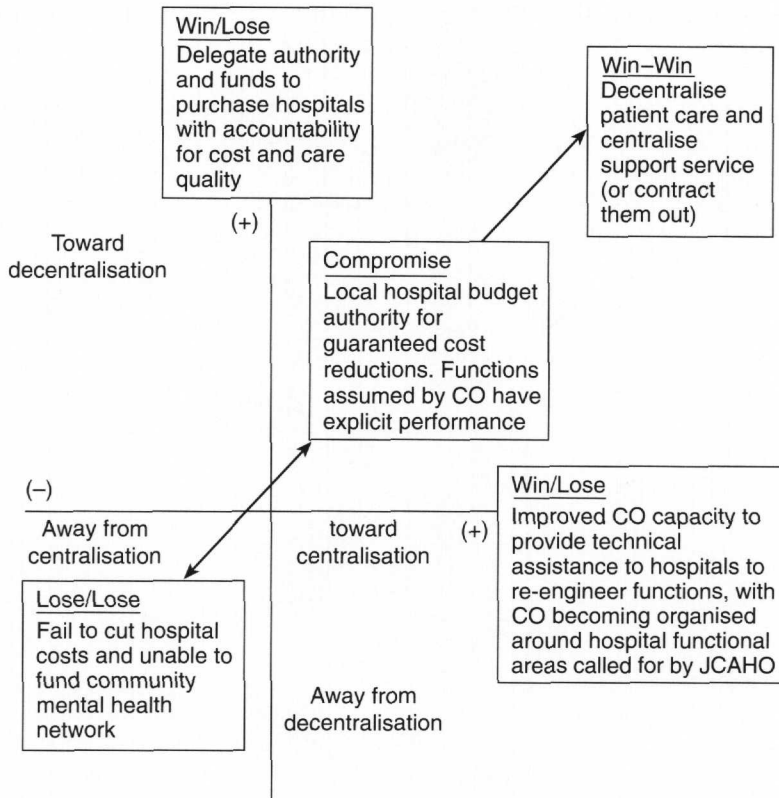 Win/Lose
Delegate authority
and funds to
purchase hospitals
with accountability
for cost and care
quality
Win–Win
Decentralise
patient care and
centralise
support service
(or contract
them out)
(+)
Toward
decentralisation
Compromise
Local hospital budget
authority for
guaranteed cost
reductions. Functions
assumed by CO have
explicit performance
(–)
Away from
centralisation
toward
centralisation
(+)
Win/Lose
Improved CO capacity to
provide technical
assistance to hospitals to
re-engineer functions, with
CO becoming organised
around hospital functional
areas called for by JCAHO
Lose/Lose
Fail to cut hospital
costs and unable to
fund community
mental health
network
Away from
decentralisation